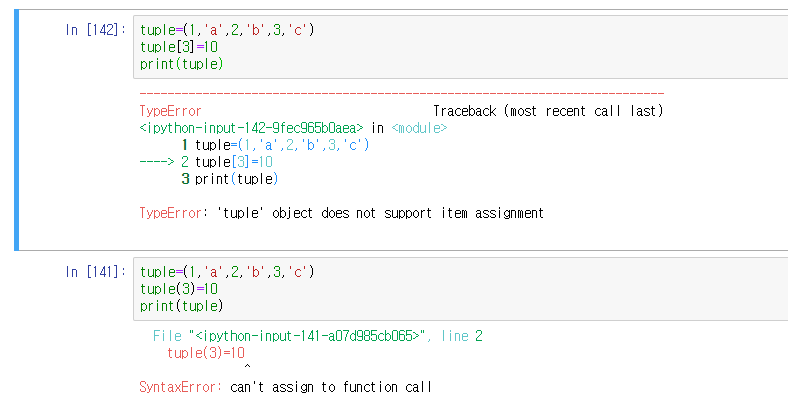 In [142]: tuple=(1,'a',2,'b',3,'c')
tuple[3]=10
print(tuple)
---------------------------------------------------------------------------
TypeError Traceback (most recent call last)
<ipython-input-142-9fec965b0aea> in <module>
1 tuple=(1,'a',2,'b',3,'c')
----> 2 tuple[3]=10
3 print(tuple)
TypeError: 'tuple' object does not support item assignment
In [141]: tuple=(1,'a',2,'b',3,'c')
tuple(3)=10
print(tuple)
File "<ipython-input-141-a07d985cb065>", line 2
tuple(3)=10
^
SyntaxError: can't assign to function call